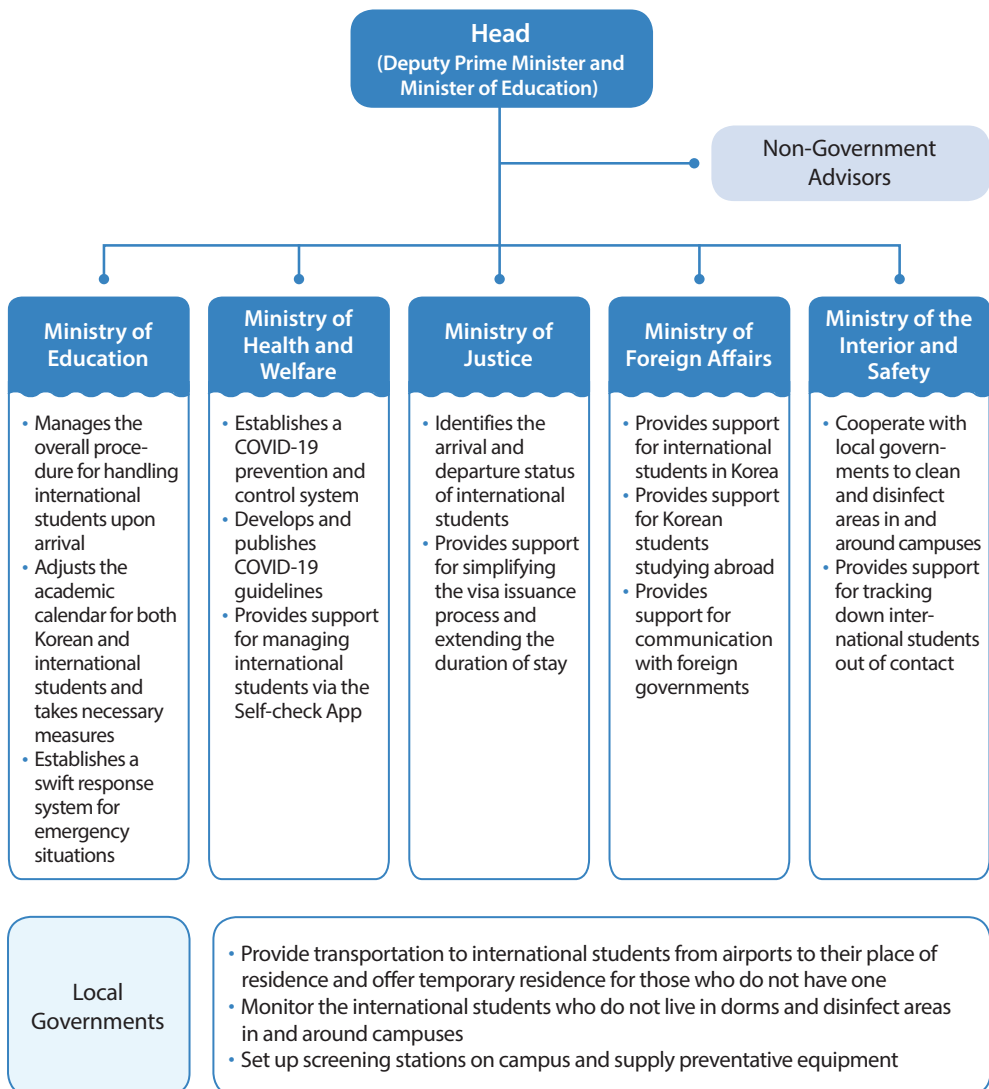 Head
(Deputy Prime Minister and
Minister of Education)
Non-Government
Advisors
Ministry of
Education
• Manages the
overall proce-
dure for handling
international
students upon
arrival
• Adjusts the
academic
calendar for both
Korean and
international
students and
takes necessary
measures
• Establishes a
swift response
system for
emergency
situations
Ministry of
Health and
Welfare
• Establishes a
COVID-19
prevention and
control system
• Develops and
publishes
COVID-19
guidelines
• Provides support
for managing
international
students via the
Self-check App
Ministry of
Justice
• Identifies the
arrival and
departure status
of international
students
• Provides support
for simplifying
the visa issuance
process and
extending the
duration of stay
Ministry of
Foreign Affairs
• Provides support
for international
students in Korea
• Provides support
for Korean
students
studying abroad
• Provides
support for
communication
with foreign
governments
Ministry of the
Interior and
Safety
• Cooperate with
local govern-
ments to clean
and disinfect
areas in and
around campuses
• Provides support
for tracking
down inter-
national students
out of contact
Local
Governments
• Provide transportation to international students from airports to their place of
residence and offer temporary residence for those who do not have one
• Monitor the international students who do not live in dorms and disinfect areas
in and around campuses
• Set up screening stations on campus and supply preventative equipment